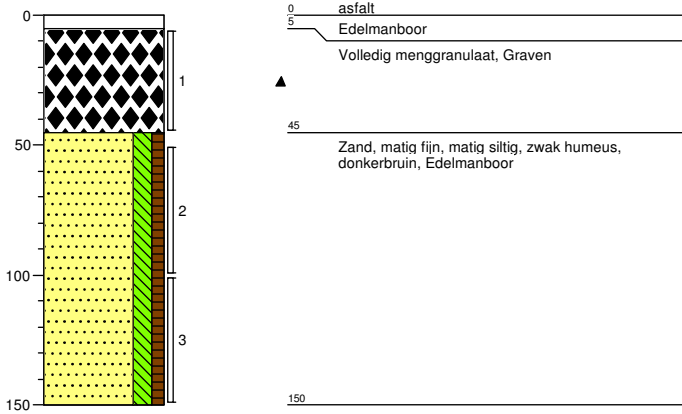 0
50
100
150
1
2
3
0
asfalt
5
Edelmanboor
Volledig menggranulaat, Graven
45
Zand, matig fijn, matig siltig, zwak humeus,
donkerbruin, Edelmanboor
150